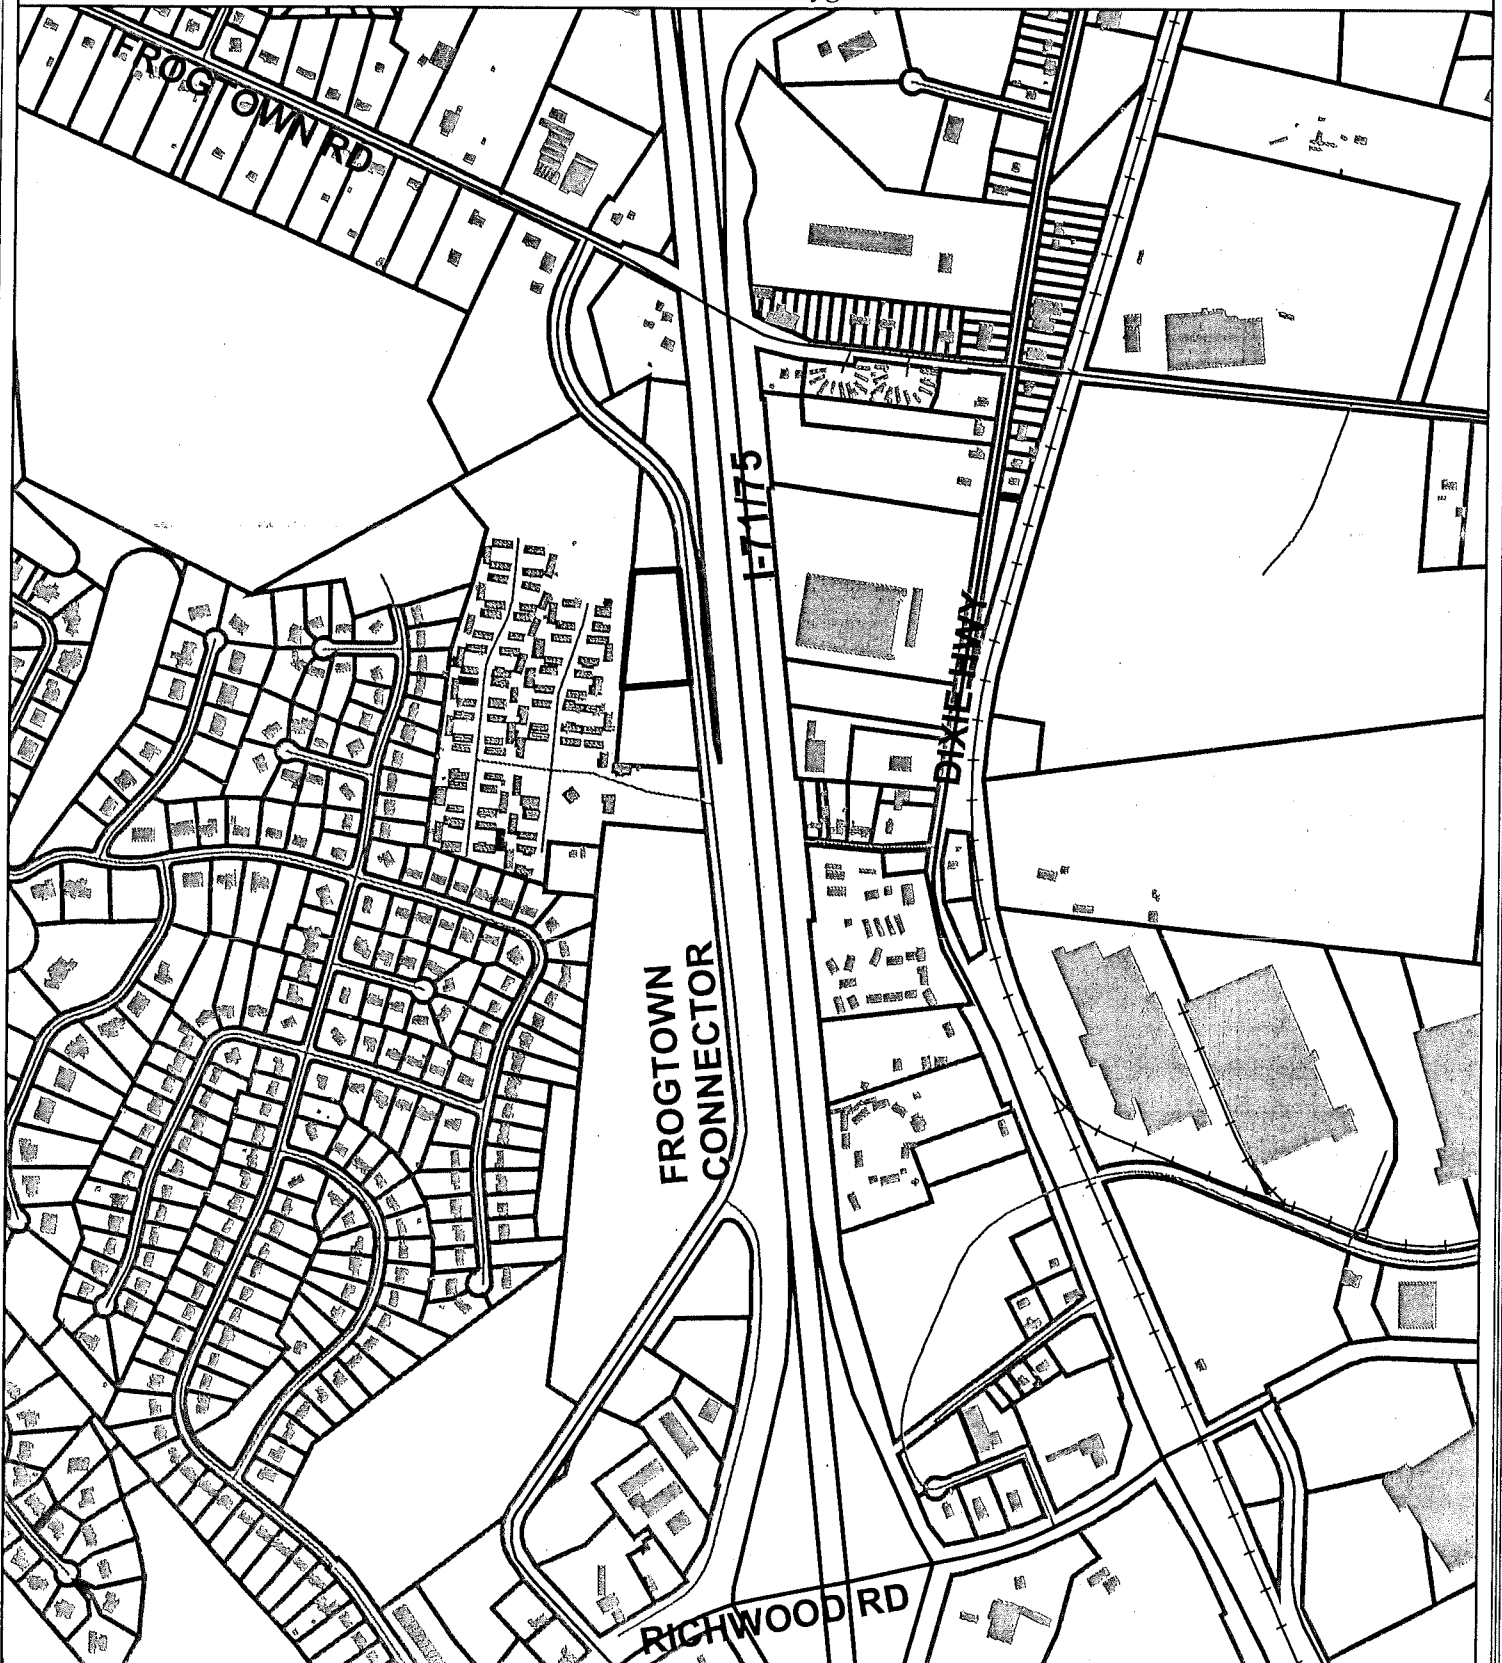 FROGTOWN RD
I-71/75
DIXIE HWY
FROGTOWN
CONNECTOR
RICHWOOD RD